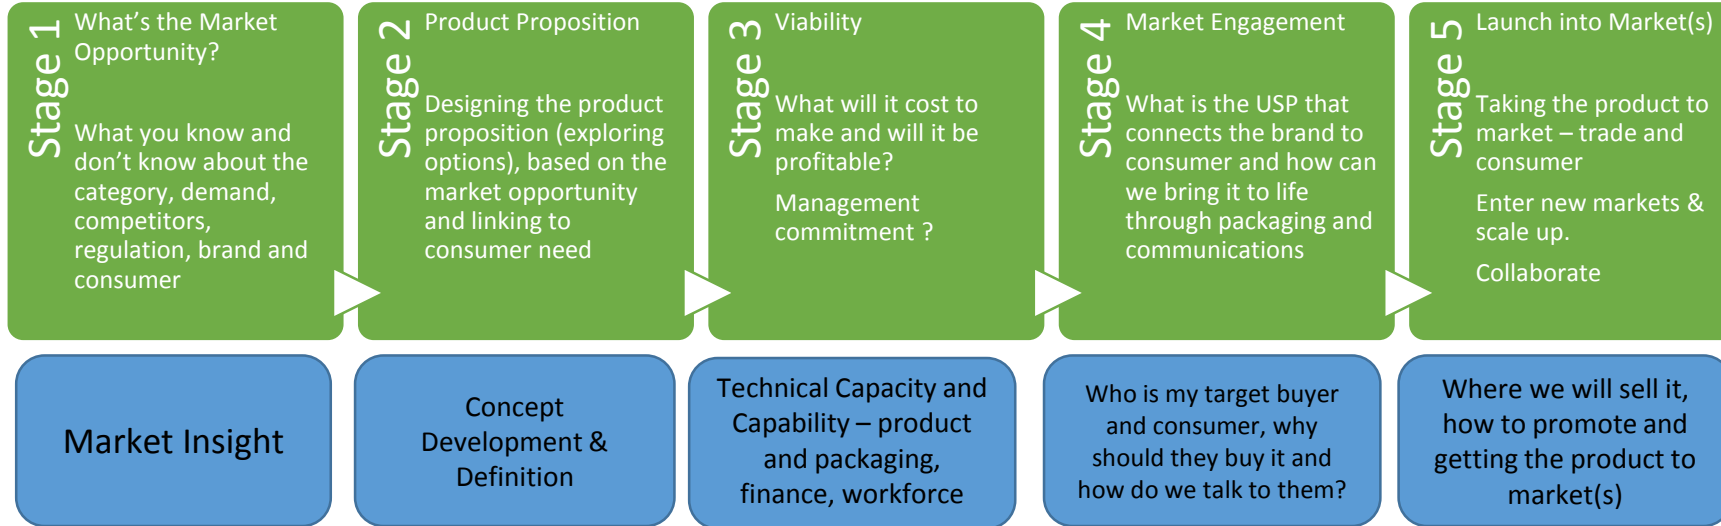 Stage 1
What's the Market
Opportunity?
What you know and
don't know about the
category, demand,
competitors,
regulation, brand and
consumer
Stage 2
Product Proposition
Designing the product
proposition (exploring
options), based on the
market opportunity
and linking to
consumer need
Stage 3
Viability
What will it cost to
make and will it be
profitable?
Management
commitment ?
Stage 4
Market Engagement
What is the USP that
connects the brand to
consumer and how can
we bring it to life
through packaging and
communications
Stage 5
Launch into Market(s)
Taking the product to
market – trade and
consumer
Enter new markets &
scale up.
Collaborate
Market Insight
Concept
Development &
Definition
Technical Capacity and
Capability – product
and packaging,
finance, workforce
Who is my target buyer
and consumer, why
should they buy it and
how do we talk to them?
Where we will sell it,
how to promote and
getting the product to
market(s)